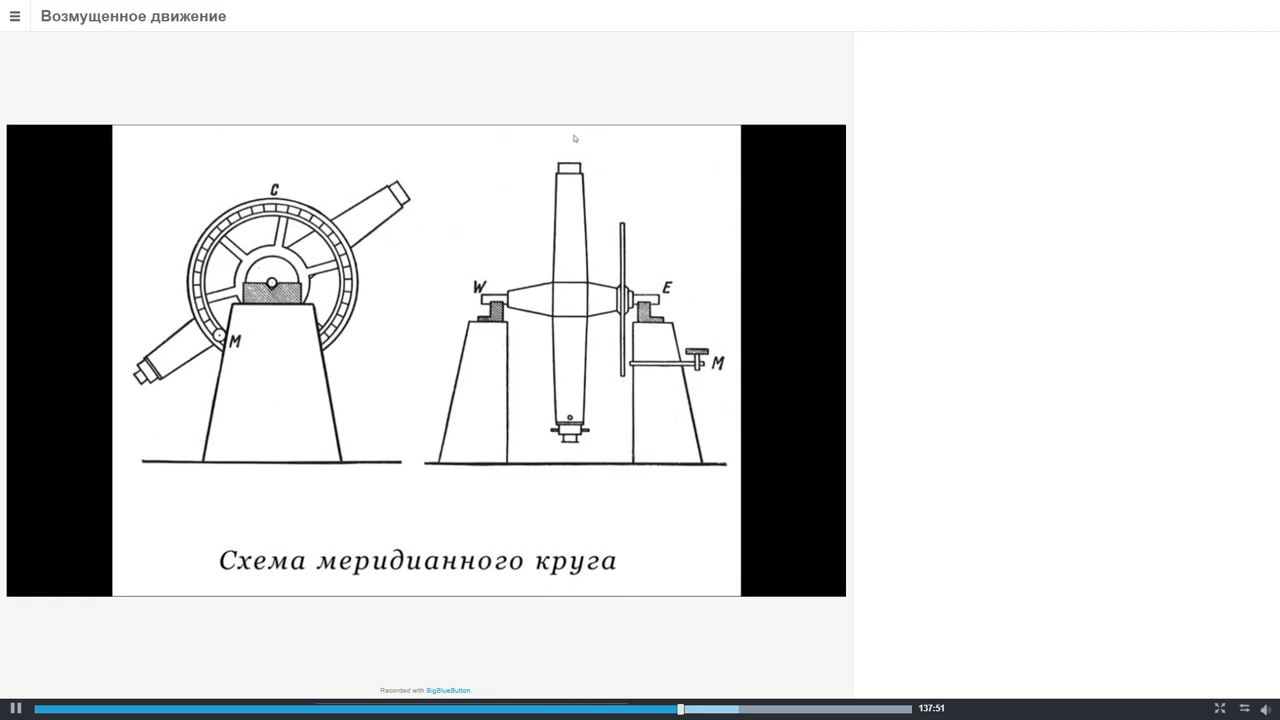 Возмущенное движение
C
M
W
E
M
Схема меридианного круга
Recorded with BigBlueButton.
137:51